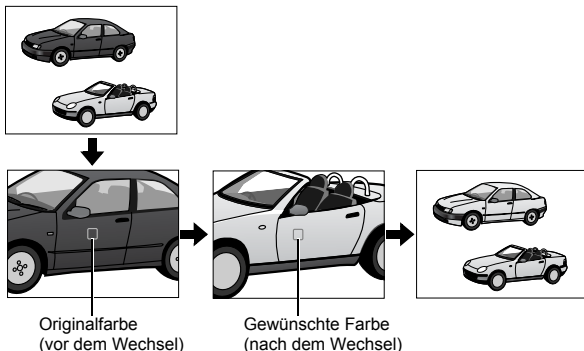 Originalfarbe
(vor dem Wechsel)
Gewünschte Farbe
(nach dem Wechsel)